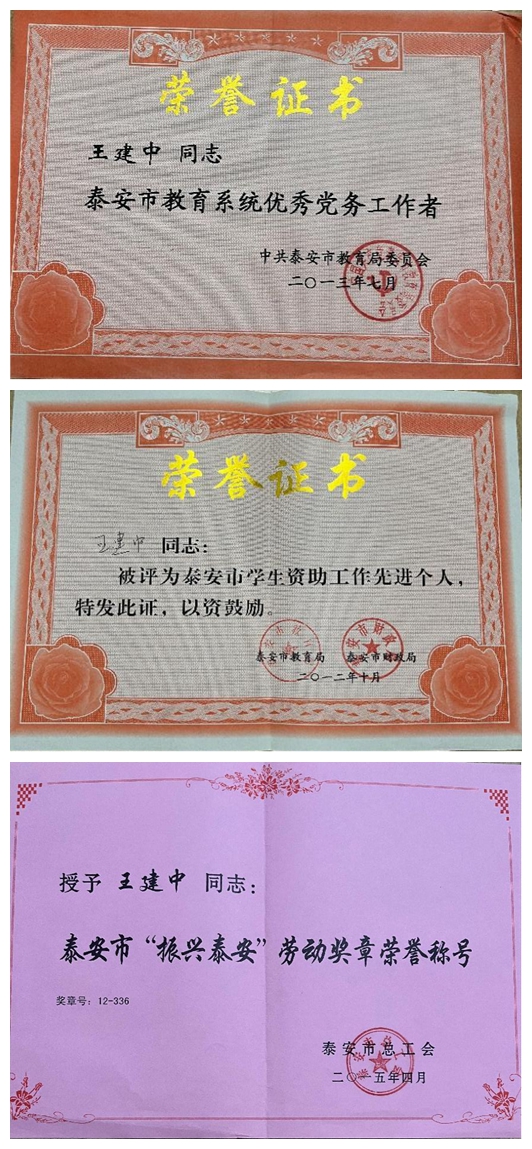 荣誉证书
王建中 同志
泰安市教育系统优秀党务工作者
中共泰安市教育局委员会
二〇一三年七月
荣誉证书
王建中 同志：
被评为泰安市学生资助工作先进个人，
特发此证，以资鼓励。
泰安市教育局 泰安市财政局
二〇一二年十月
授予 王建中 同志：
泰安市“振兴泰安”劳动奖章荣誉称号
奖章号：12-336
泰安市总工会
二〇一五年四月